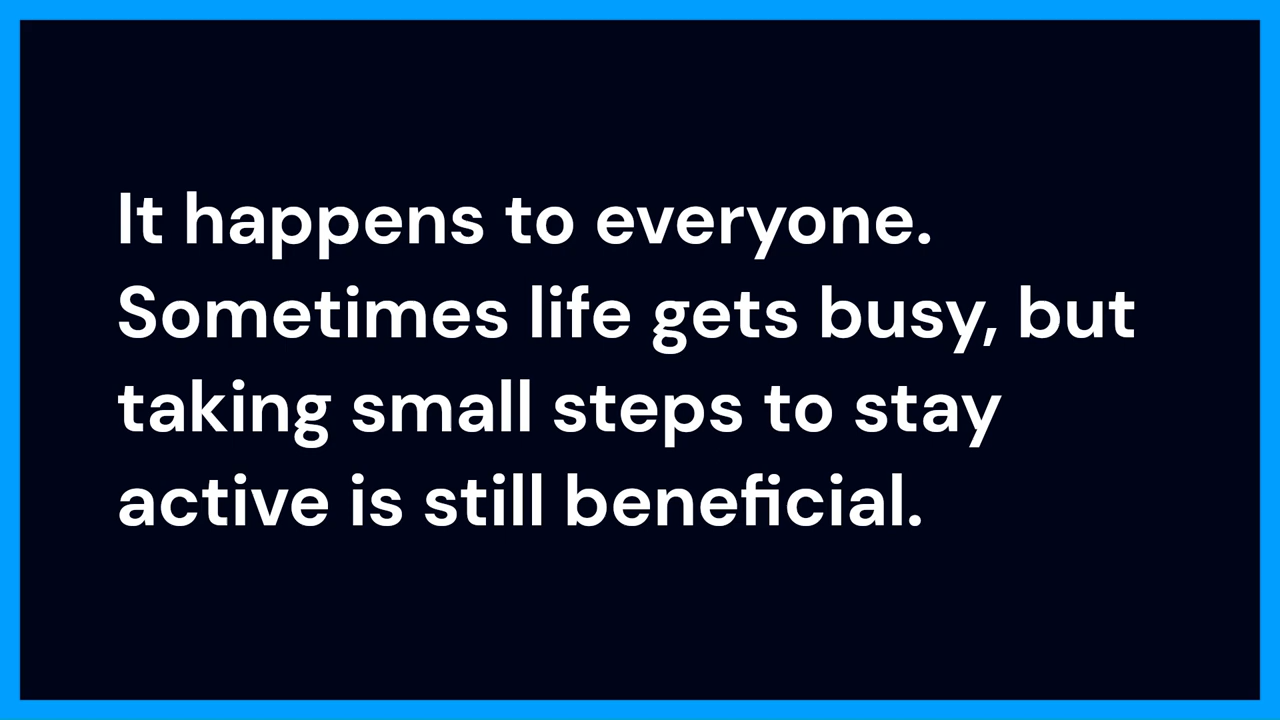 It happens to everyone.
Sometimes life gets busy, but
taking small steps to stay
active is still beneficial.